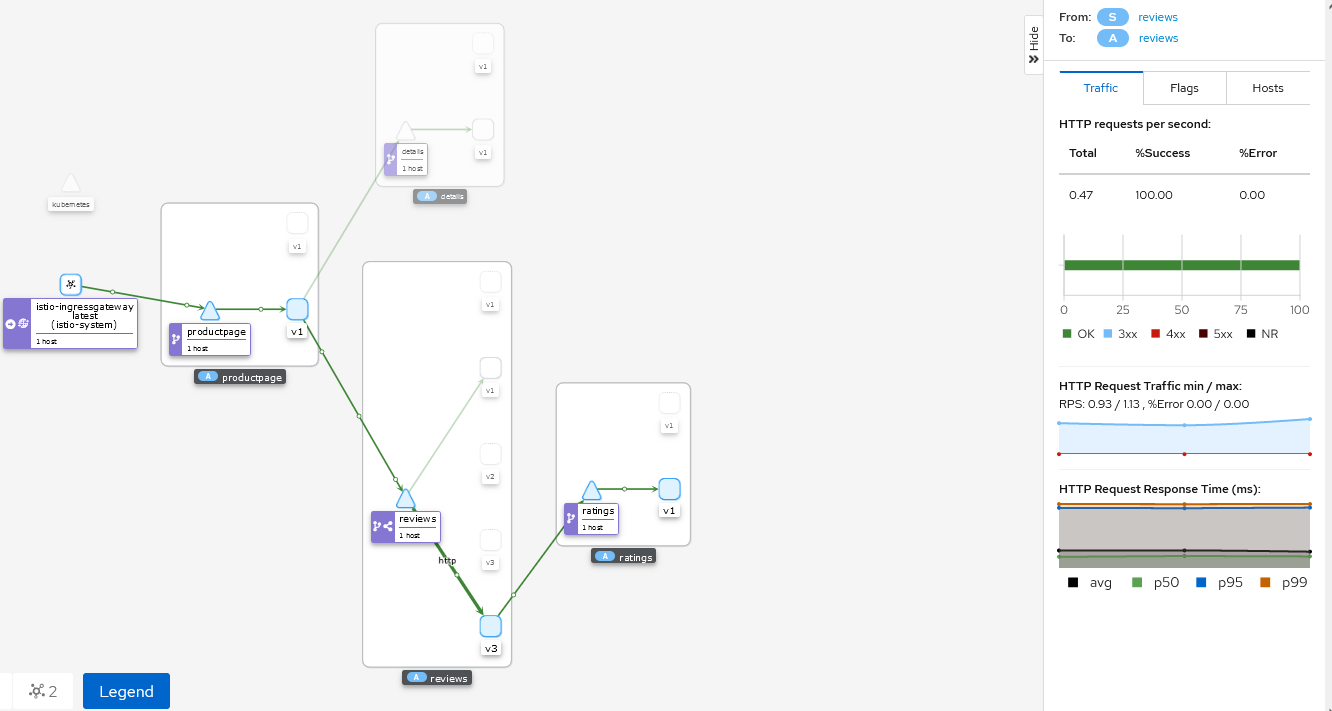 v1
v1
details
1 host
A details
kubernetes
v1
istio-ingressgateway
latest
(istio-system)
1 host
productpage
1 host
v1
A productpage
v1
v1
v2
reviews
1 host
v3
http
v3
A reviews
v1
ratings
1 host
v1
A ratings
2
Legend
Hide
From: S reviews
To: A reviews
Traffic Flags Hosts
HTTP requests per second:
Total %Success %Error
0.47 100.00 0.00
0 25 50 75 100
OK 3xx 4xx 5xx NR
HTTP Request Traffic min / max:
RPS: 0.93 / 1.13 , %Error 0.00 / 0.00
HTTP Request Response Time (ms):
avg p50 p95 p99